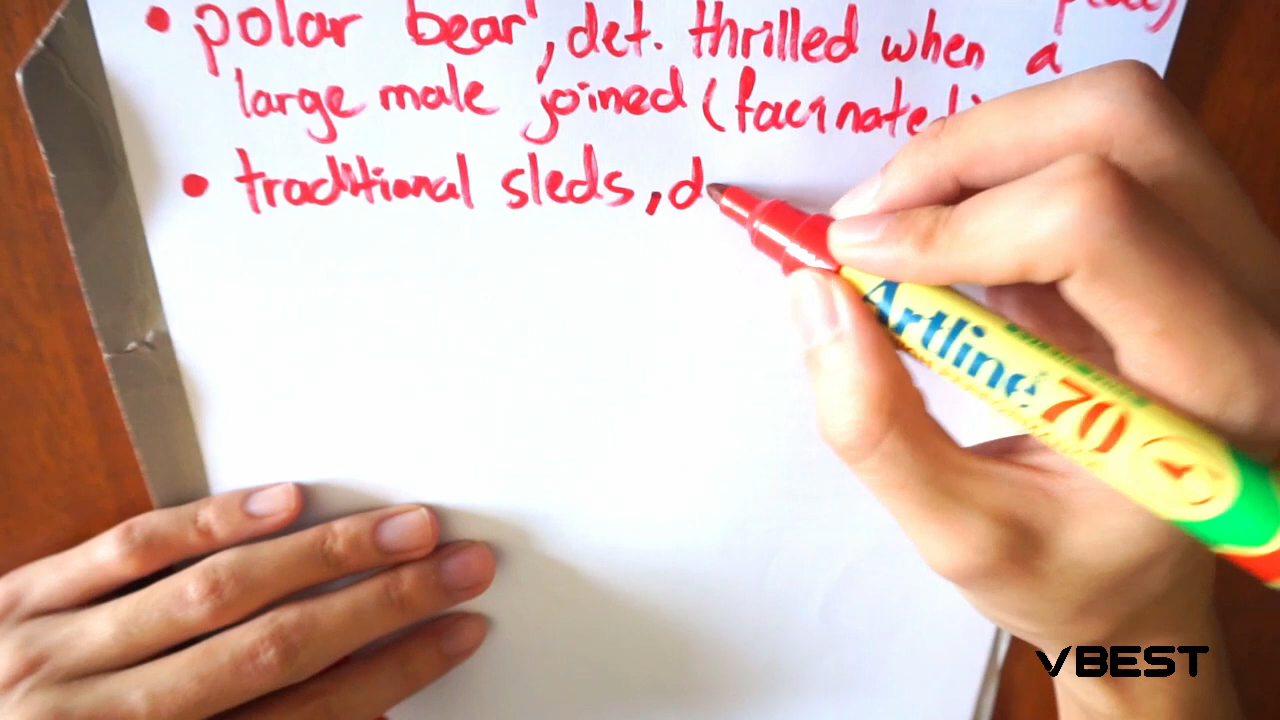 • polar bear', det. thrilled when a
large male joined (facinated)
• traditional sleds, d
Artline 70
VBEST